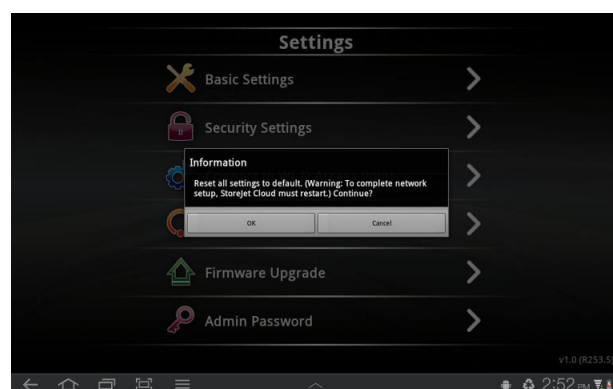 Settings
Basic Settings
Security Settings
Information
Reset all settings to default. (Warning: To complete network
setup, StoreJet Cloud must restart.) Continue?
OK
Cancel
Firmware Upgrade
Admin Password
v1.0 (R253.5)
2:52 PM